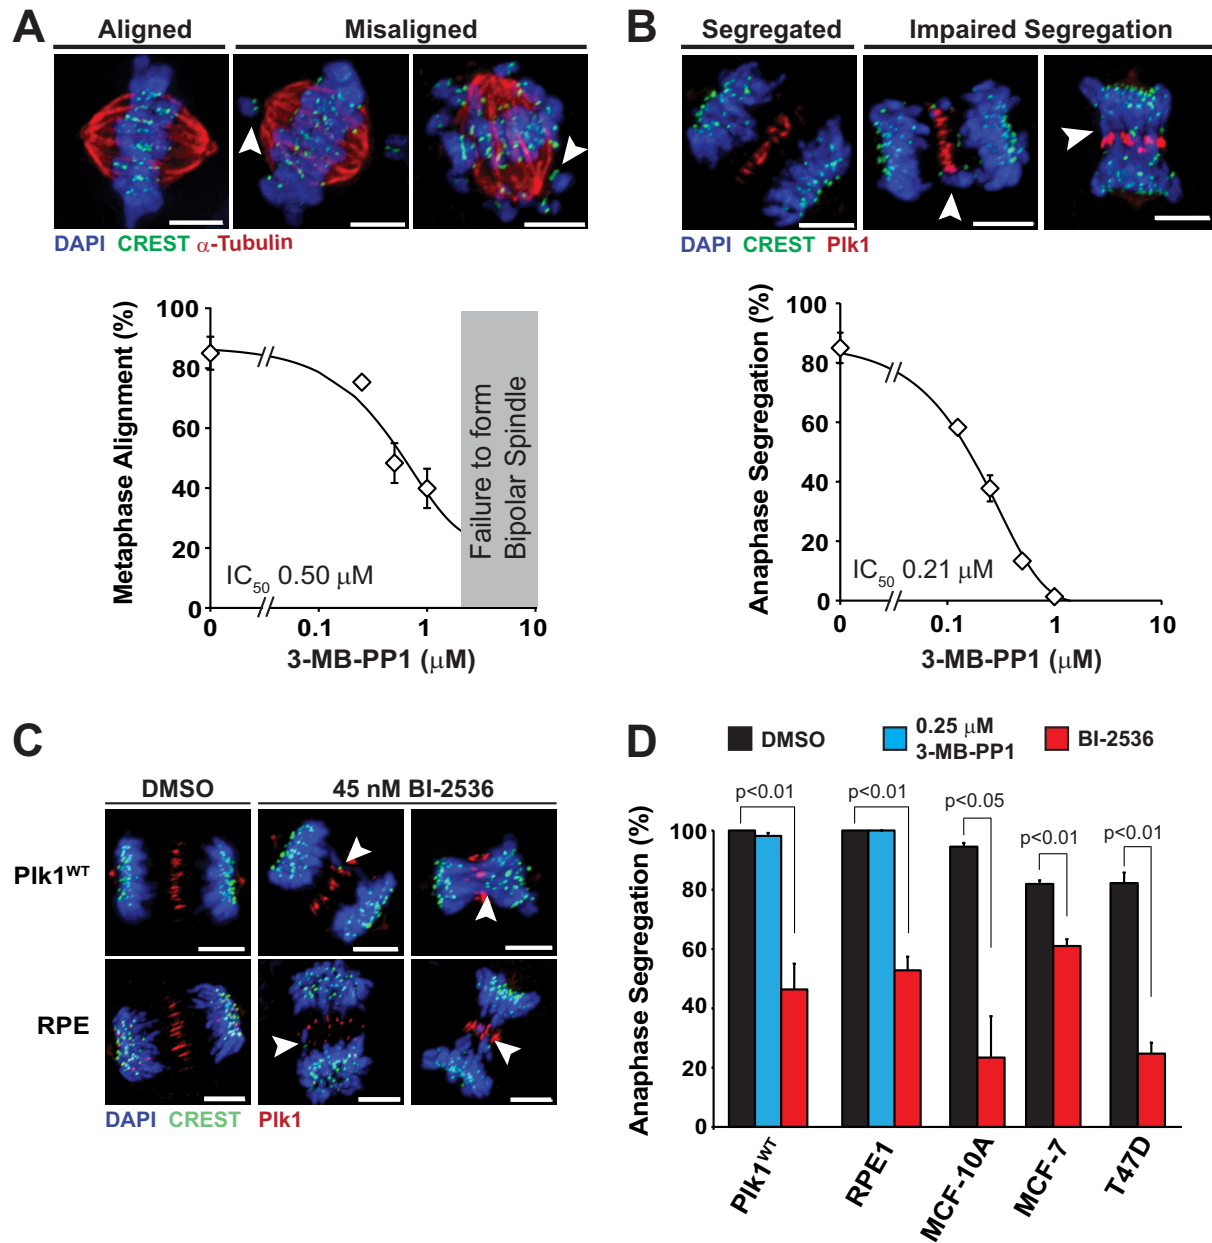 A
Aligned
Misaligned
DAPI CREST α-Tubulin
Metaphase Alignment (%)
100
80
60
40
20
0
IC50 0.50 μM
Failure to form
Bipolar Spindle
0
0.1
1
10
3-MB-PP1 (μM)
B
Segregated
Impaired Segregation
DAPI CREST Plk1
Anaphase Segregation (%)
100
80
60
40
20
0
IC50 0.21 μM
0
0.1
1
10
3-MB-PP1 (μM)
C
DMSO
45 nM BI-2536
Plk1WT
RPE
DAPI CREST Plk1
D
DMSO
0.25 μM
3-MB-PP1
BI-2536
Anaphase Segregation (%)
100
80
60
40
20
0
p<0.01
p<0.01
p<0.05
p<0.01
p<0.01
Plk1WT
RPE1
MCF-10A
MCF-7
T47D